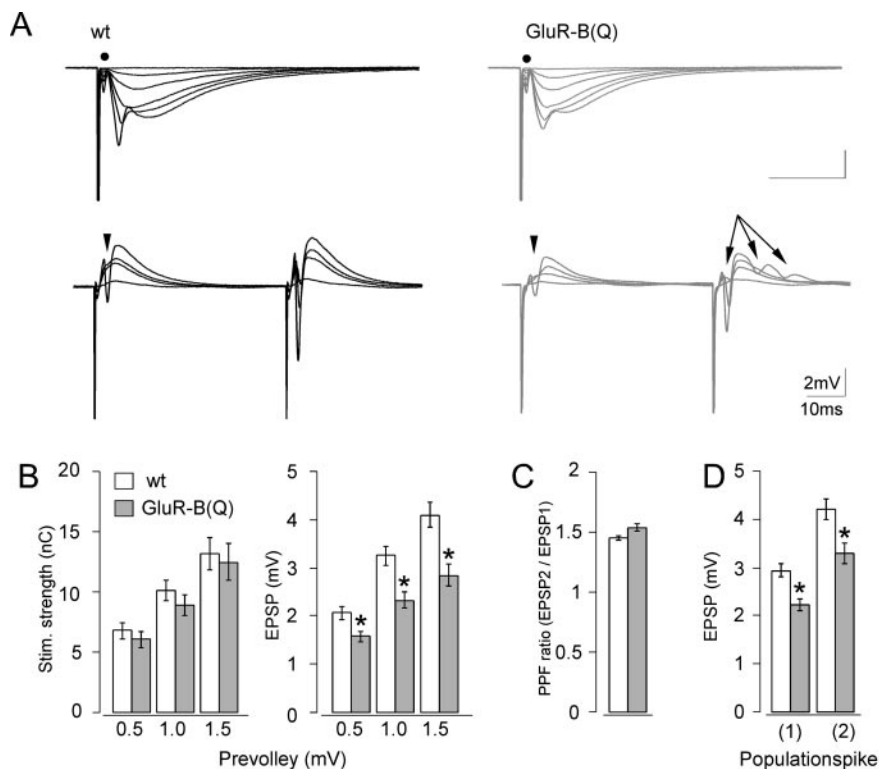 A
wt
GluR-B(Q)
2mV
10ms
B
Stim. strength (nC)
20
15
10
5
0
wt
GluR-B(Q)
0.5
1.0
1.5
EPSP (mV)
5
4
3
2
1
0
*
*
*
0.5
1.0
1.5
Prevolley (mV)
C
PPF ratio (EPSP2 / EPSP1)
2
1.5
1
0.5
0
D
EPSP (mV)
5
4
3
2
1
0
*
*
(1)
(2)
Populationspike